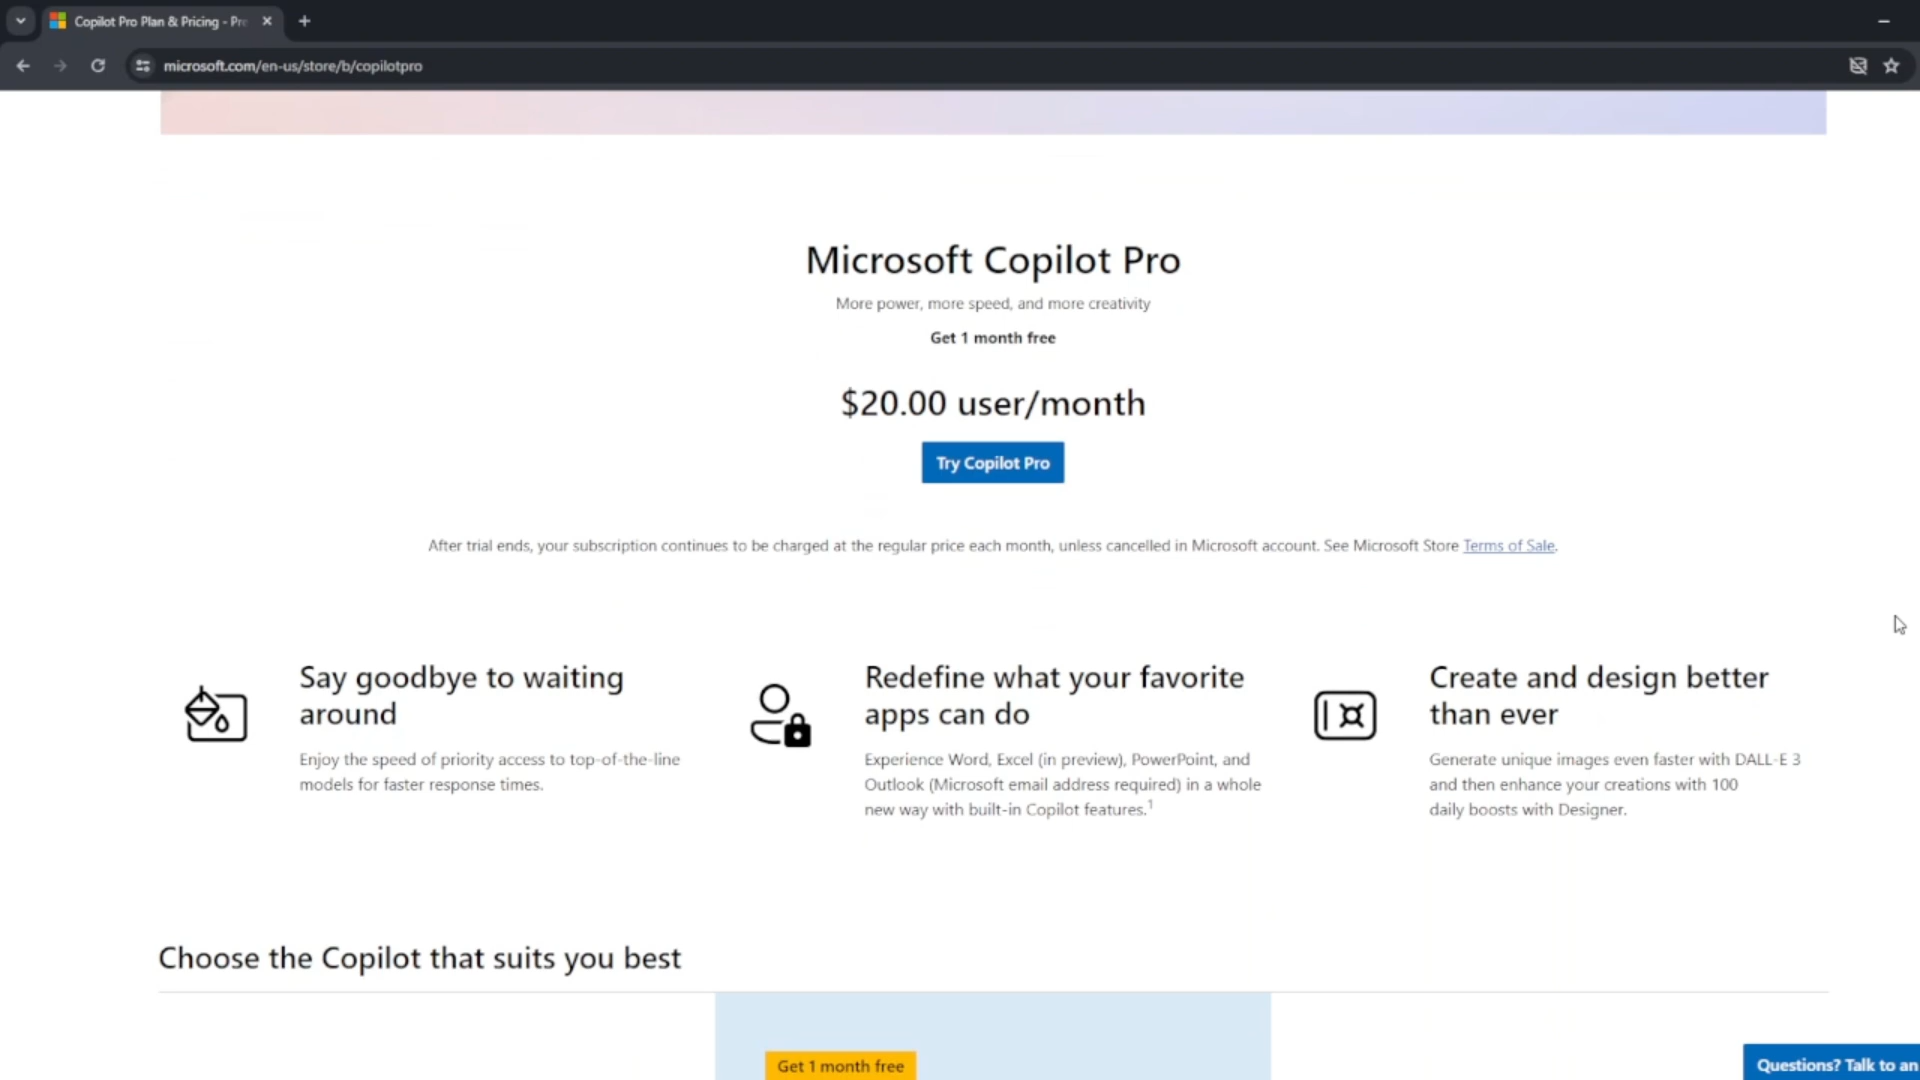 Copilot Pro Plan & Pricing - Pre
microsoft.com/en-us/store/b/copilotpro
Microsoft Copilot Pro
More power, more speed, and more creativity
Get 1 month free
$20.00 user/month
Try Copilot Pro
After trial ends, your subscription continues to be charged at the regular price each month, unless cancelled in Microsoft account. See Microsoft Store Terms of Sale.
Say goodbye to waiting
around
Enjoy the speed of priority access to top-of-the-line
models for faster response times.
Redefine what your favorite
apps can do
Experience Word, Excel (in preview), PowerPoint, and
Outlook (Microsoft email address required) in a whole
new way with built-in Copilot features.1
Create and design better
than ever
Generate unique images even faster with DALL-E 3
and then enhance your creations with 100
daily boosts with Designer.
Choose the Copilot that suits you best
Get 1 month free
Questions? Talk to an